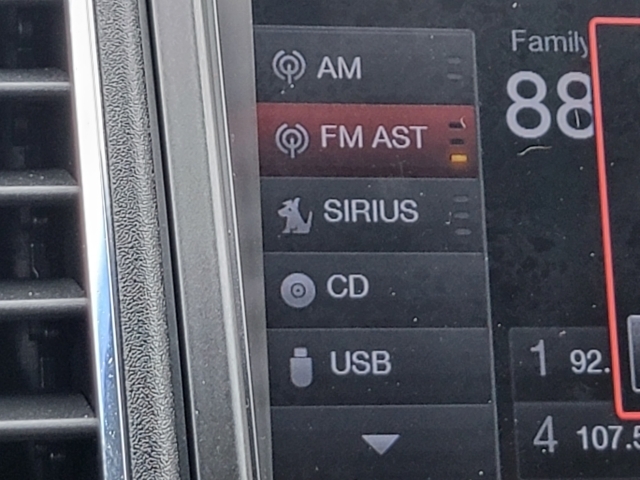 AM
FM AST
SIRIUS
CD
USB
Family
88
1 92.
4 107.5